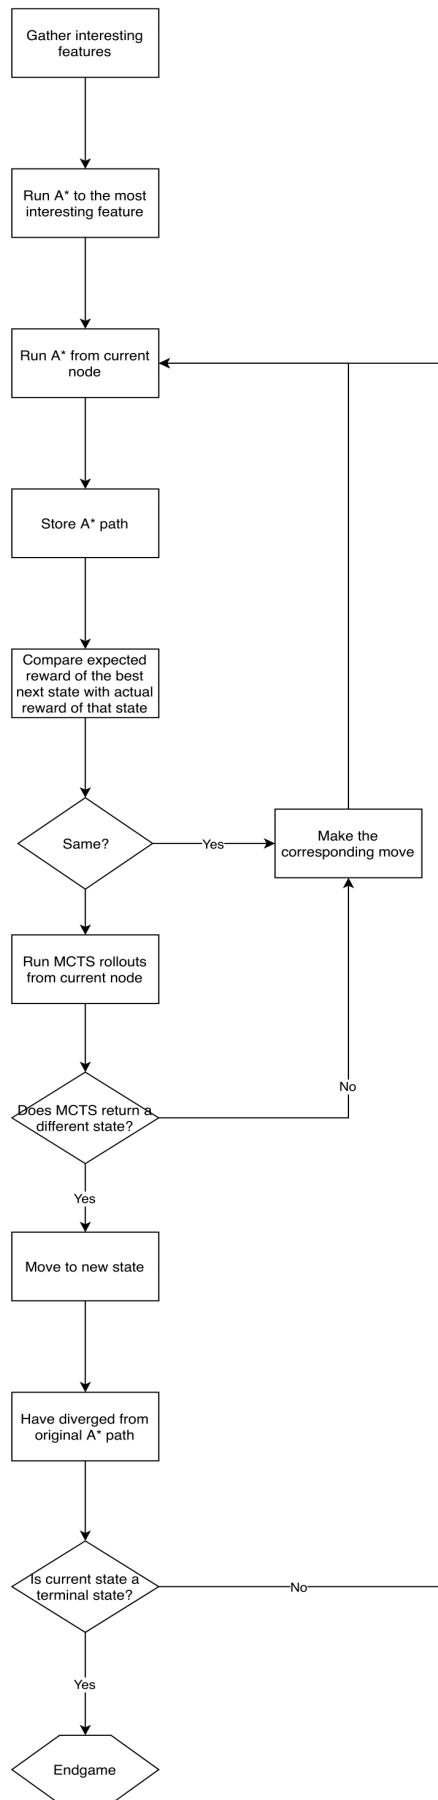 Gather interesting
features
Run A* to the most
interesting feature
Run A* from current
node
Store A* path
Compare expected
reward of the best
next state with actual
reward of that state
Same?
Yes
Make the
corresponding move
Run MCTS rollouts
from current node
No
Does MCTS return a
different state?
Yes
Move to new state
Have diverged from
original A* path
Is current state a
terminal state?
No
Yes
Endgame